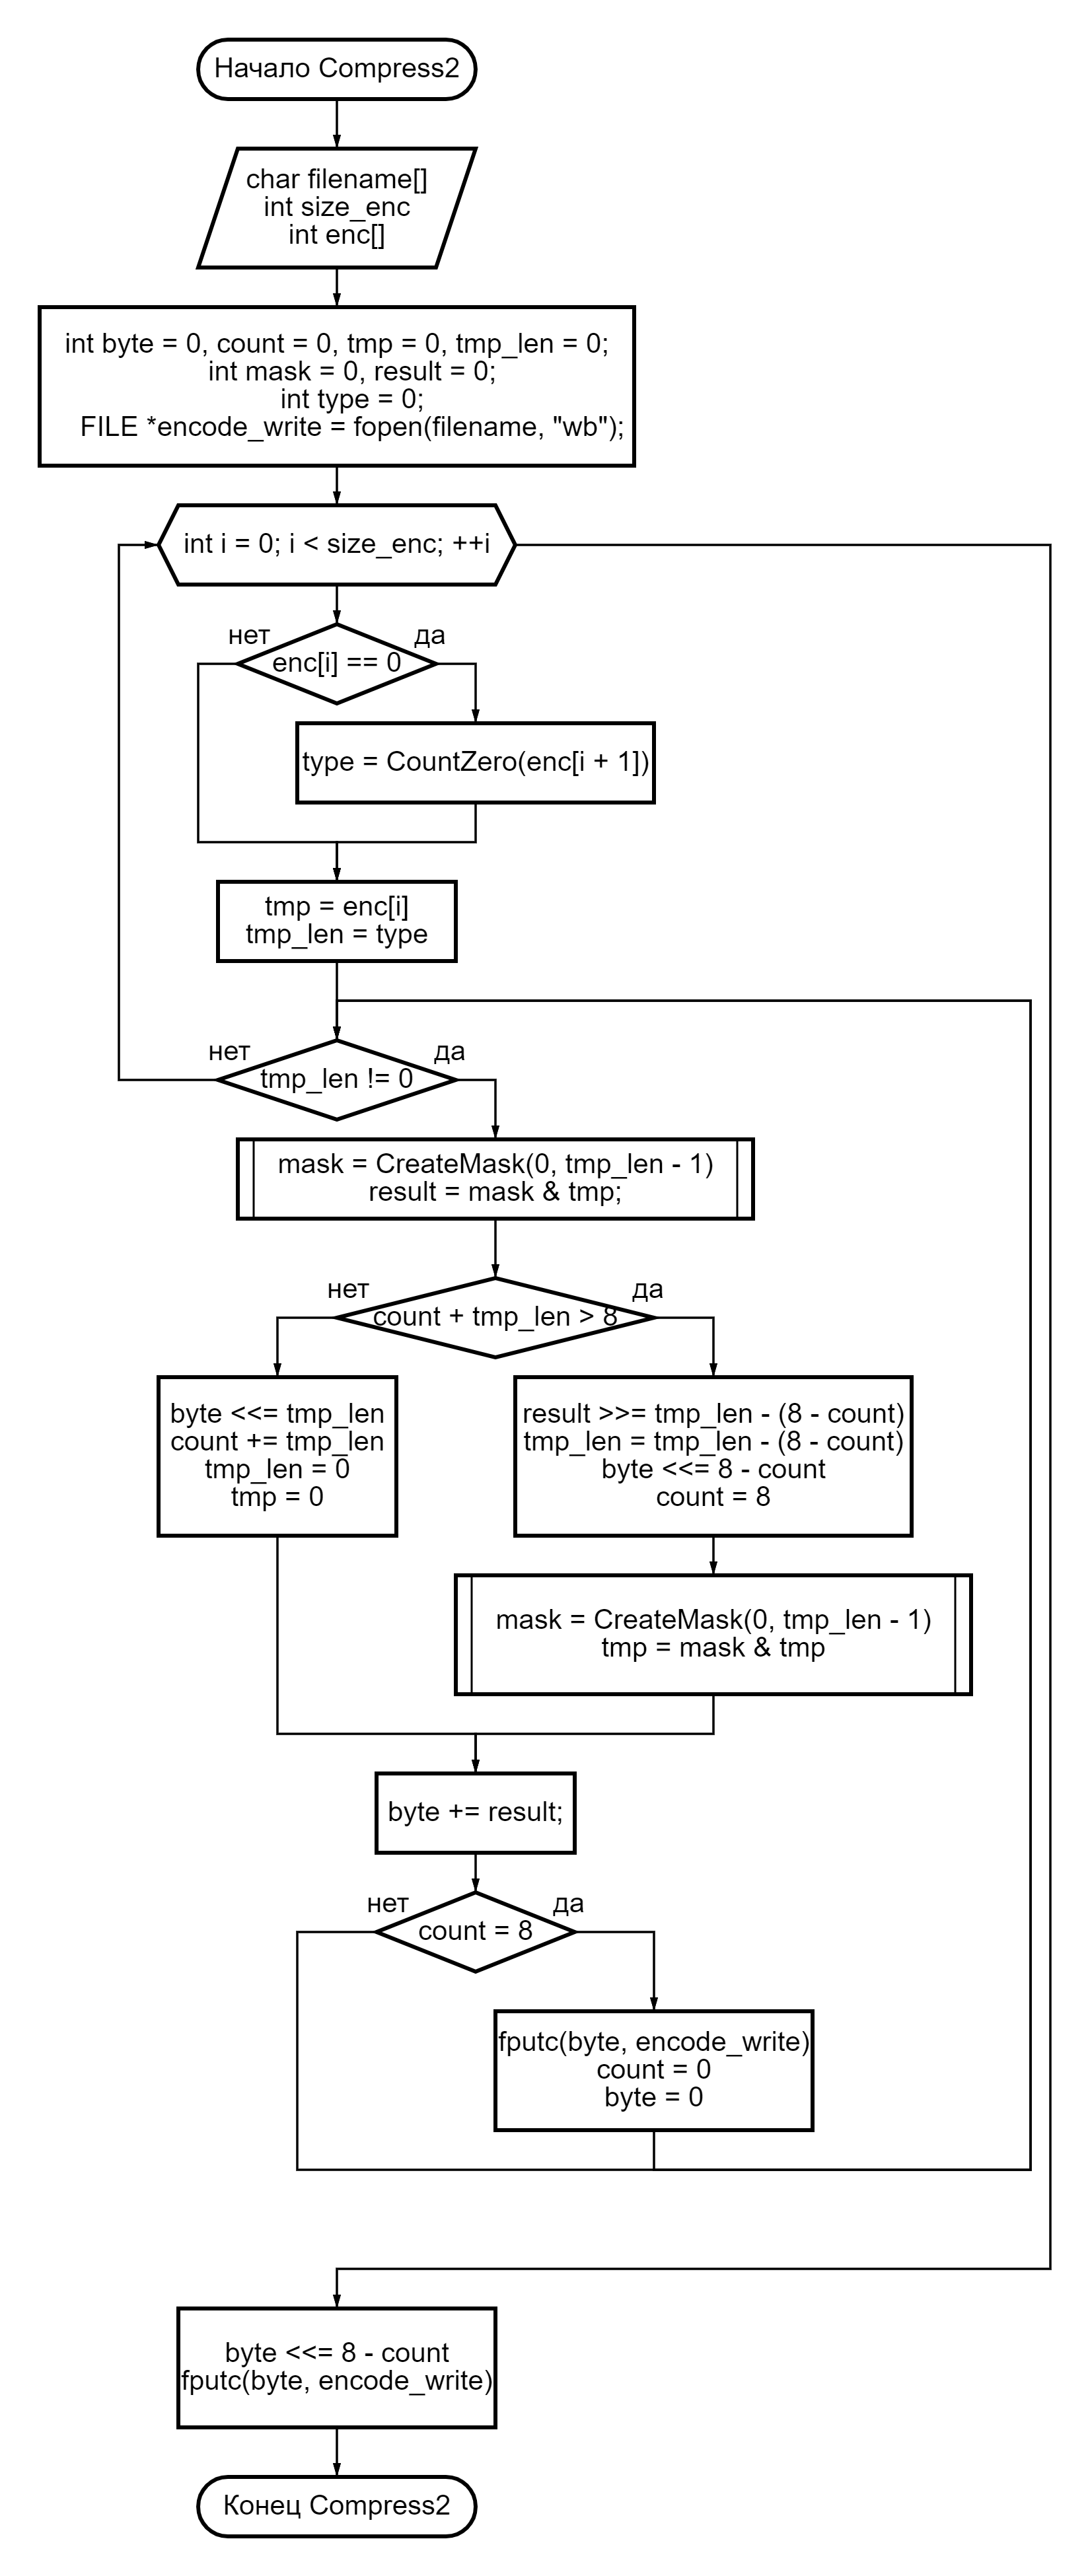 Начало Compress2
char filename[]
int size_enc
int enc[]
int byte = 0, count = 0, tmp = 0, tmp_len = 0;
int mask = 0, result = 0;
int type = 0;
FILE *encode_write = fopen(filename, "wb");
int i = 0; i < size_enc; ++i
нет
да
enc[i] == 0
type = CountZero(enc[i + 1])
tmp = enc[i]
tmp_len = type
нет
да
tmp_len != 0
mask = CreateMask(0, tmp_len - 1)
result = mask & tmp;
нет
да
count + tmp_len > 8
byte <<= tmp_len
count += tmp_len
tmp_len = 0
tmp = 0
result >>= tmp_len - (8 - count)
tmp_len = tmp_len - (8 - count)
byte <<= 8 - count
count = 8
mask = CreateMask(0, tmp_len - 1)
tmp = mask & tmp
byte += result;
нет
да
count = 8
fputc(byte, encode_write)
count = 0
byte = 0
byte <<= 8 - count
fputc(byte, encode_write)
Конец Compress2